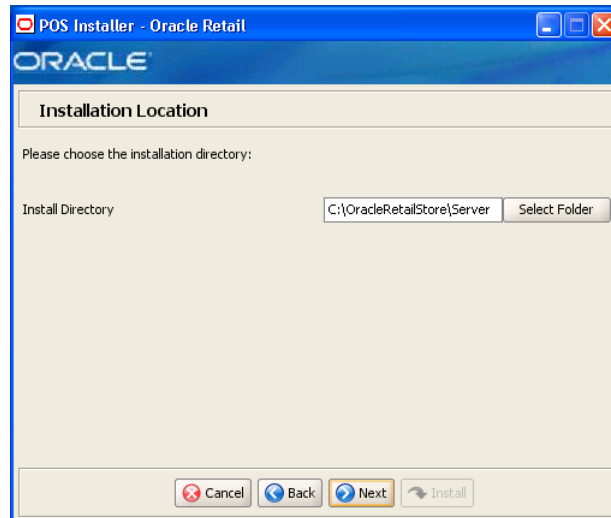 POS Installer - Oracle Retail
ORACLE
Installation Location
Please choose the installation directory:
Install Directory C:\OracleRetailStore\Server Select Folder
Cancel Back Next Install